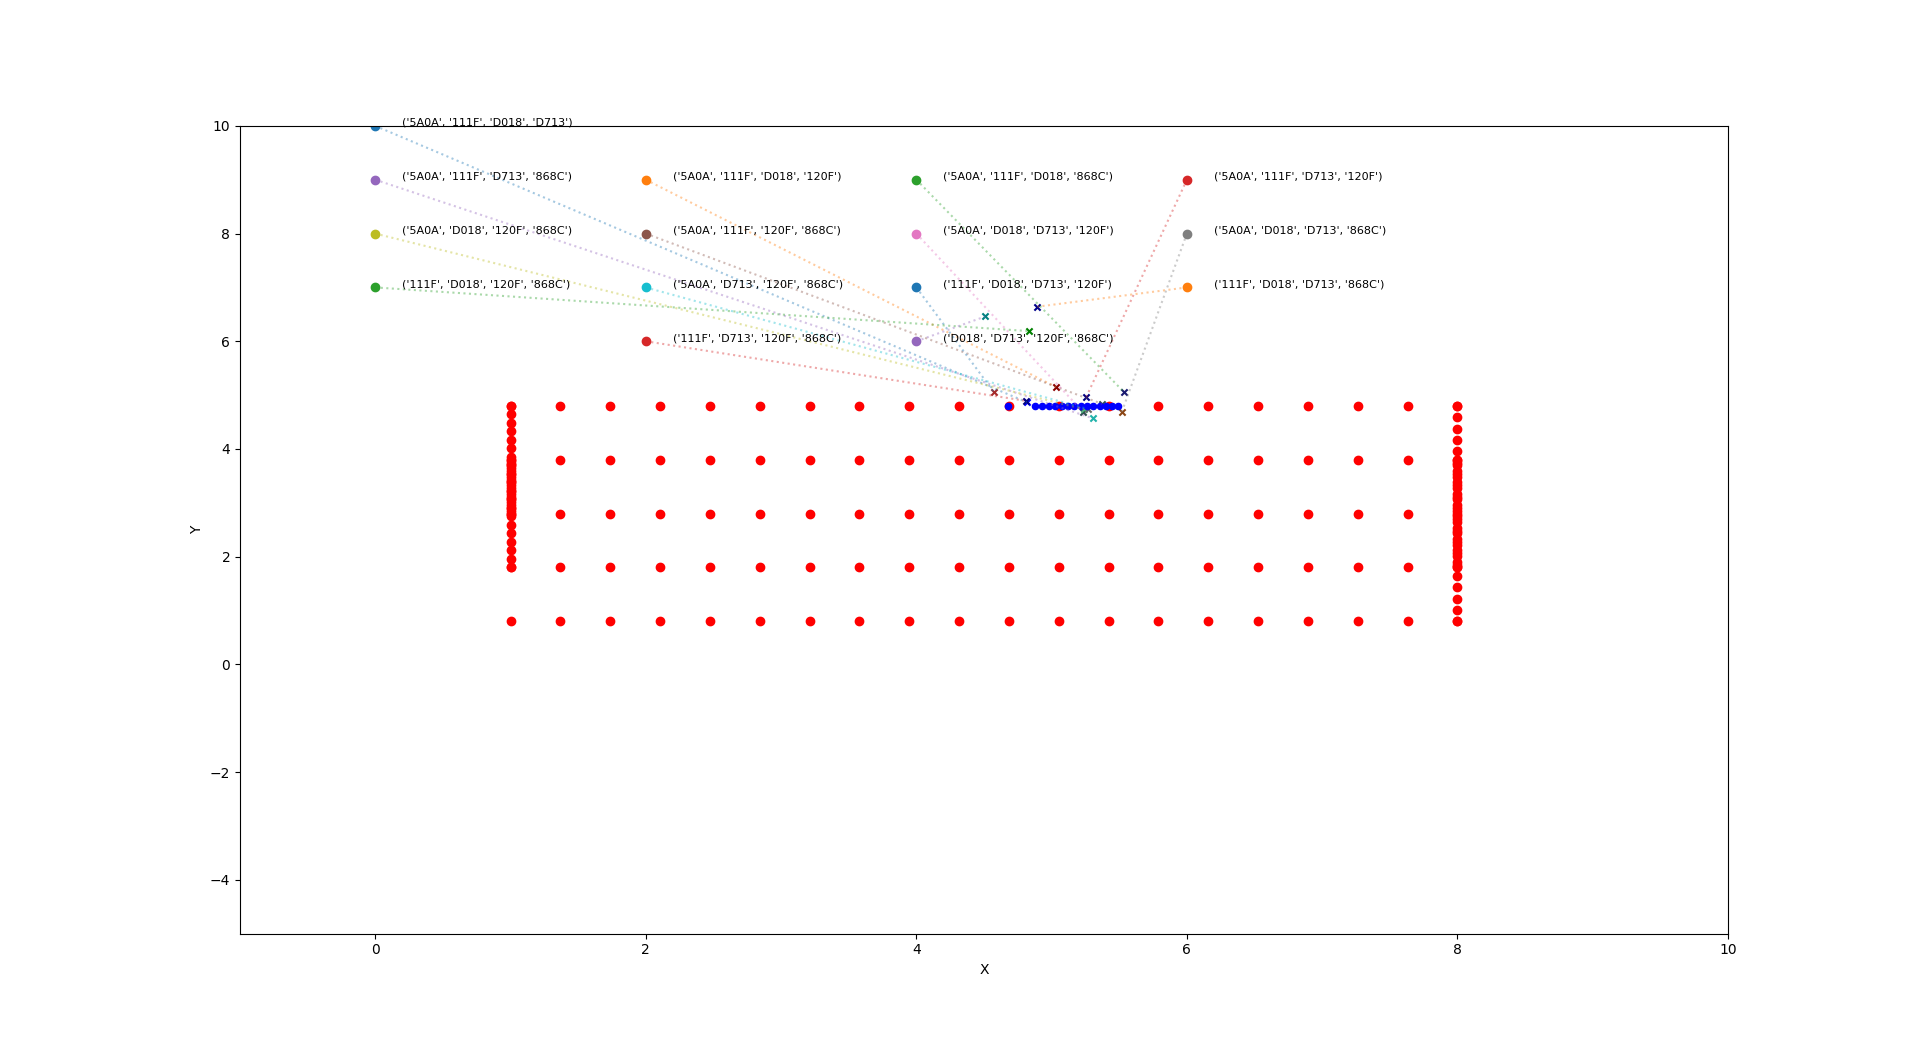 10
('5A0A', '111F', 'D018', 'D713')
('5A0A', '111F', 'D713', '868C')
('5A0A', '111F', 'D018', '120F')
('5A0A', '111F', 'D018', '868C')
('5A0A', '111F', 'D713', '120F')
8
('5A0A', 'D018', '120F', '868C')
('5A0A', '111F', '120F', '868C')
('5A0A', 'D018', 'D713', '120F')
('5A0A', 'D018', 'D713', '868C')
('111F', 'D018', '120F', '868C')
('5A0A', 'D713', '120F', '868C')
('111F', 'D018', 'D713', '120F')
('111F', 'D018', 'D713', '868C')
6
('111F', 'D713', '120F', '868C')
('D018', 'D713', '120F', '868C')
4
Y
2
0
−2
−4
0 2 4 6 8 10
X